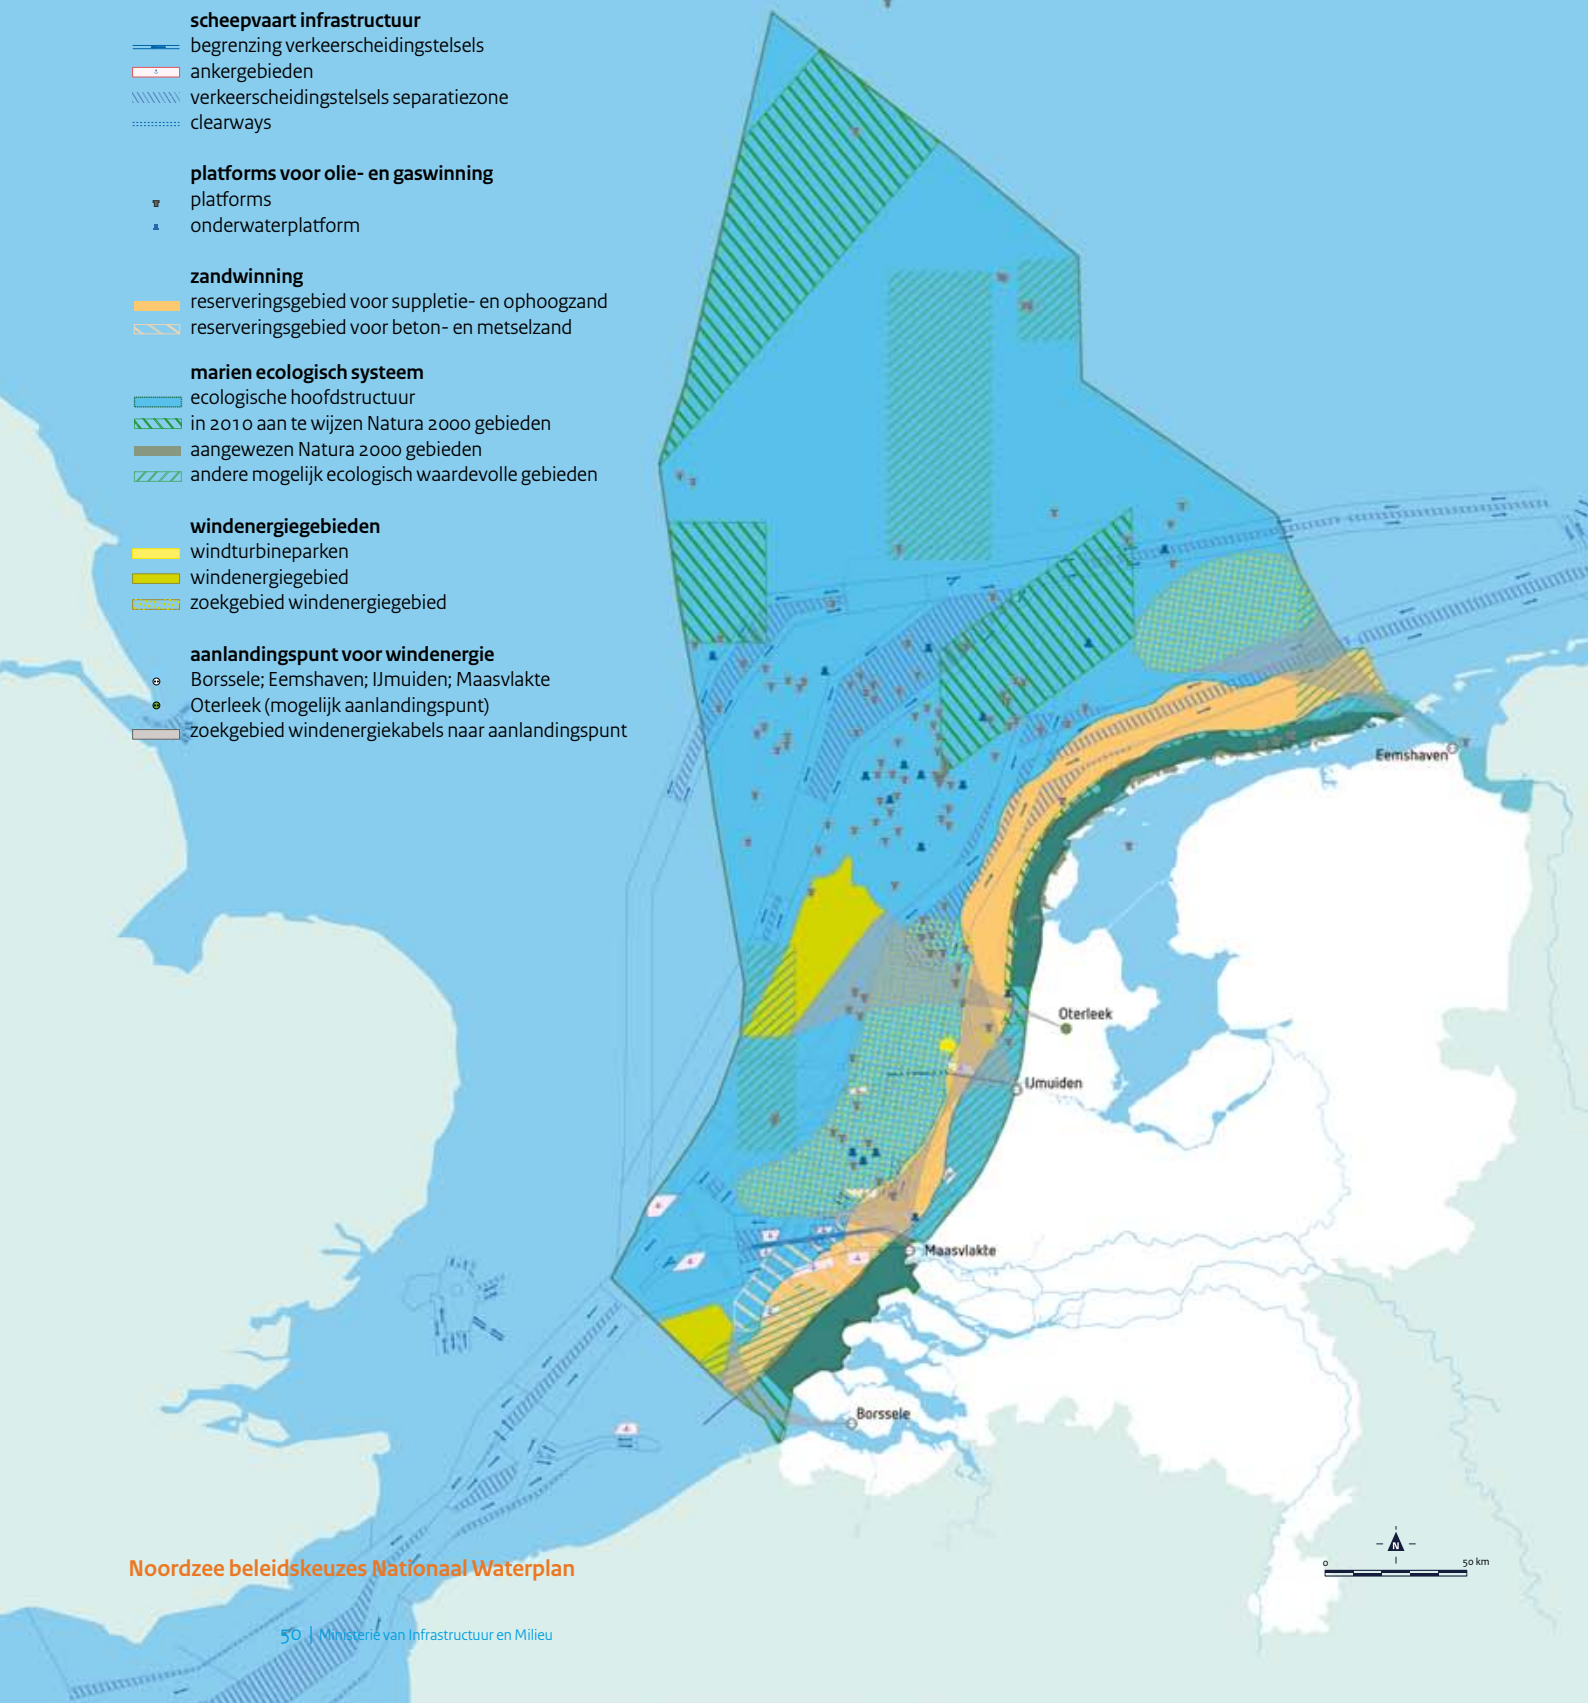 scheepvaart infrastructuur
begrenzing verkeerscheidingstelsels
ankergebieden
verkeerscheidingstelsels separatiezone
clearways
platforms voor olie- en gaswinning
platforms
onderwaterplatform
zandwinning
reserveringsgebied voor suppletie- en ophoogzand
reserveringsgebied voor beton- en metselzand
marien ecologisch systeem
ecologische hoofdstructuur
in 2010 aan te wijzen Natura 2000 gebieden
aangewezen Natura 2000 gebieden
andere mogelijk ecologisch waardevolle gebieden
windenergiegebieden
windturbineparken
windenergiegebied
zoekgebied windenergiegebied
aanlandingspunt voor windenergie
Borssele; Eemshaven; IJmuiden; Maasvlakte
Oterleek (mogelijk aanlandingspunt)
zoekgebied windenergiekabels naar aanlandingspunt
Eemshaven
Oterleek
IJmuiden
Maasvlakte
Borssele
N
0 50 km
Noordzee beleidskeuzes Nationaal Waterplan
50 | Ministerie van Infrastructuur en Milieu